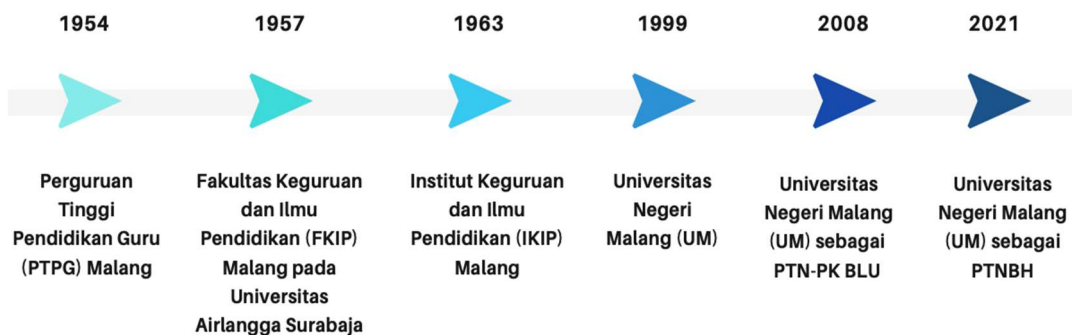 1954
Perguruan
Tinggi
Pendidikan Guru
(PTPG) Malang
1957
Fakultas Keguruan
dan Ilmu
Pendidikan (FKIP)
Malang pada
Universitas
Airlangga Surabaja
1963
Institut Keguruan
dan Ilmu
Pendidikan (IKIP)
Malang
1999
Universitas
Negeri
Malang (UM)
2008
Universitas
Negeri Malang
(UM) sebagai
PTN-PK BLU
2021
Universitas
Negeri Malang
(UM) sebagai
PTNBH